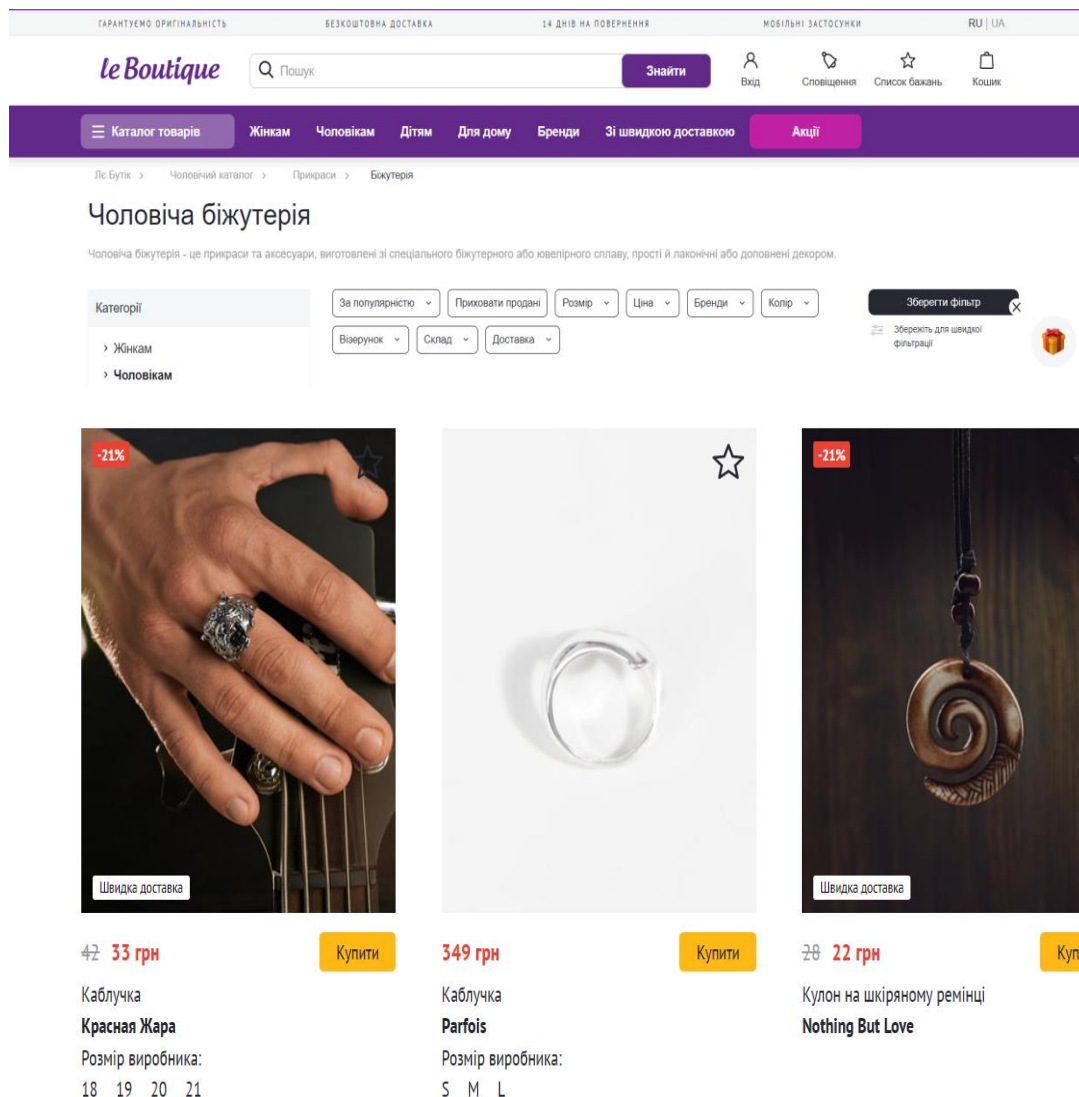 ГАРАНТУЄМО ОРИГІНАЛЬНІСТЬ БЕЗКОШТОВНА ДОСТАВКА 14 ДНІВ НА ПОВЕРНЕННЯ МОБІЛЬНІ ЗАСТОСУНКИ RU | UA
le Boutique Пошук Знайти Вхід Сповіщення Список бажань Кошик
Каталог товарів Жінкам Чоловікам Дітям Для дому Бренди Зі швидкою доставкою Акції
Лє Бутік > Чоловічий каталог > Прикраси > Біжутерія
Чоловіча біжутерія
Чоловіча біжутерія - це прикраси та аксесуари, виготовлені зі спеціального біжутерного або ювелірного сплаву, прості й лаконічні або доповнені декором.
Категорії За популярністю Приховати продані Розмір Ціна Бренди Колір Зберегти фільтр
Візерунок Склад Доставка Збережіть для швидкої
фільтрації
> Жінкам
> Чоловікам
-21% -21%
Швидка доставка Швидка доставка
42 33 грн Купити 349 грн Купити 28 22 грн Куп
Каблучка Каблучка Кулон на шкіряному ремінці
Красная Жара Parfois Nothing But Love
Розмір виробника: Розмір виробника:
18 19 20 21 S M L